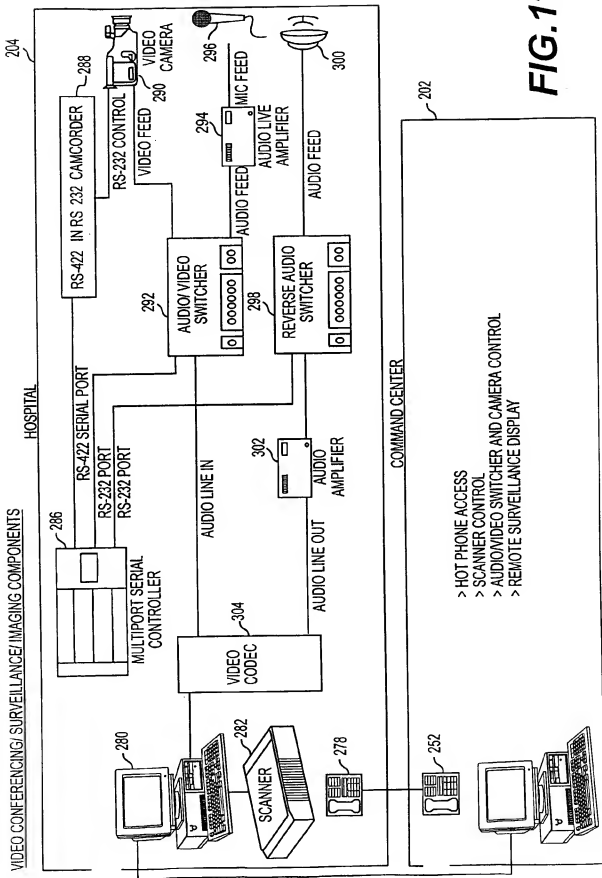 VIDEO CONFERENCING/ SURVEILLANCE/ IMAGING COMPONENTS
HOSPITAL
204
288
RS-422 IN RS 232 CAMCORDER
RS-232 CONTROL
VIDEO FEED
290
VIDEO
CAMERA
296
MIC FEED
294
AUDIO LIVE
AMPLIFIER
AUDIO FEED
300
AUDIO FEED
RS-422 SERIAL PORT
RS-232 PORT
RS-232 PORT
286
MULTIPORT SERIAL
CONTROLLER
292
AUDIO/VIDEO
SWITCHER
298
REVERSE AUDIO
SWITCHER
AUDIO LINE IN
302
AUDIO
AMPLIFIER
AUDIO LINE OUT
304
VIDEO
CODEC
280
282
SCANNER
278
COMMAND CENTER
202
252
> HOT PHONE ACCESS
> SCANNER CONTROL
> AUDIO/VIDEO SWITCHER AND CAMERA CONTROL
> REMOTE SURVEILLANCE DISPLAY